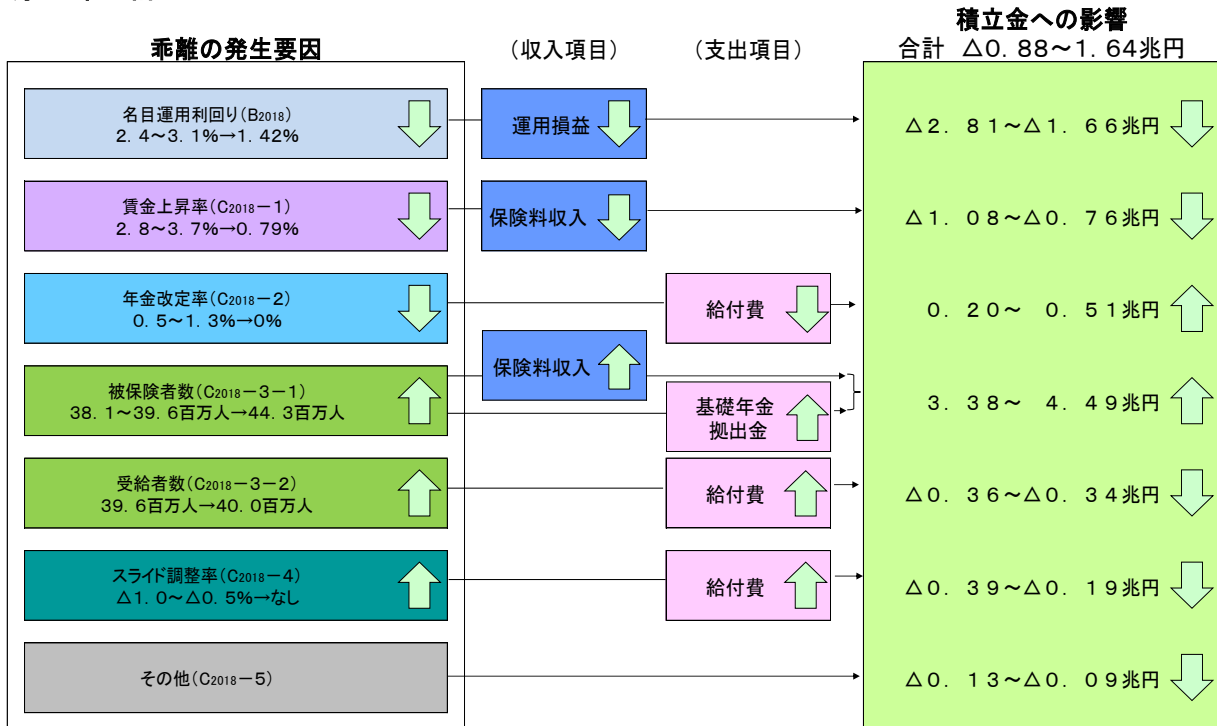 積立金への影響
乖離の発生要因
(収入項目)
(支出項目)
合計 △0.88~1.64兆円
名目運用利回り(B2018)
2.4~3.1%→1.42%
運用損益
△2.81~△1.66兆円
賃金上昇率(C2018-1)
2.8~3.7%→0.79%
保険料収入
△1.08~△0.76兆円
年金改定率(C2018-2)
0.5~1.3%→0%
給付費
0.20~ 0.51兆円
保険料収入
被保険者数(C2018-3-1)
38.1~39.6百万人→44.3百万人
基礎年金
拠出金
3.38~ 4.49兆円
受給者数(C2018-3-2)
39.6百万人→40.0百万人
給付費
△0.36~△0.34兆円
スライド調整率(C2018-4)
△1.0~△0.5%→なし
給付費
△0.39~△0.19兆円
その他(C2018-5)
△0.13~△0.09兆円